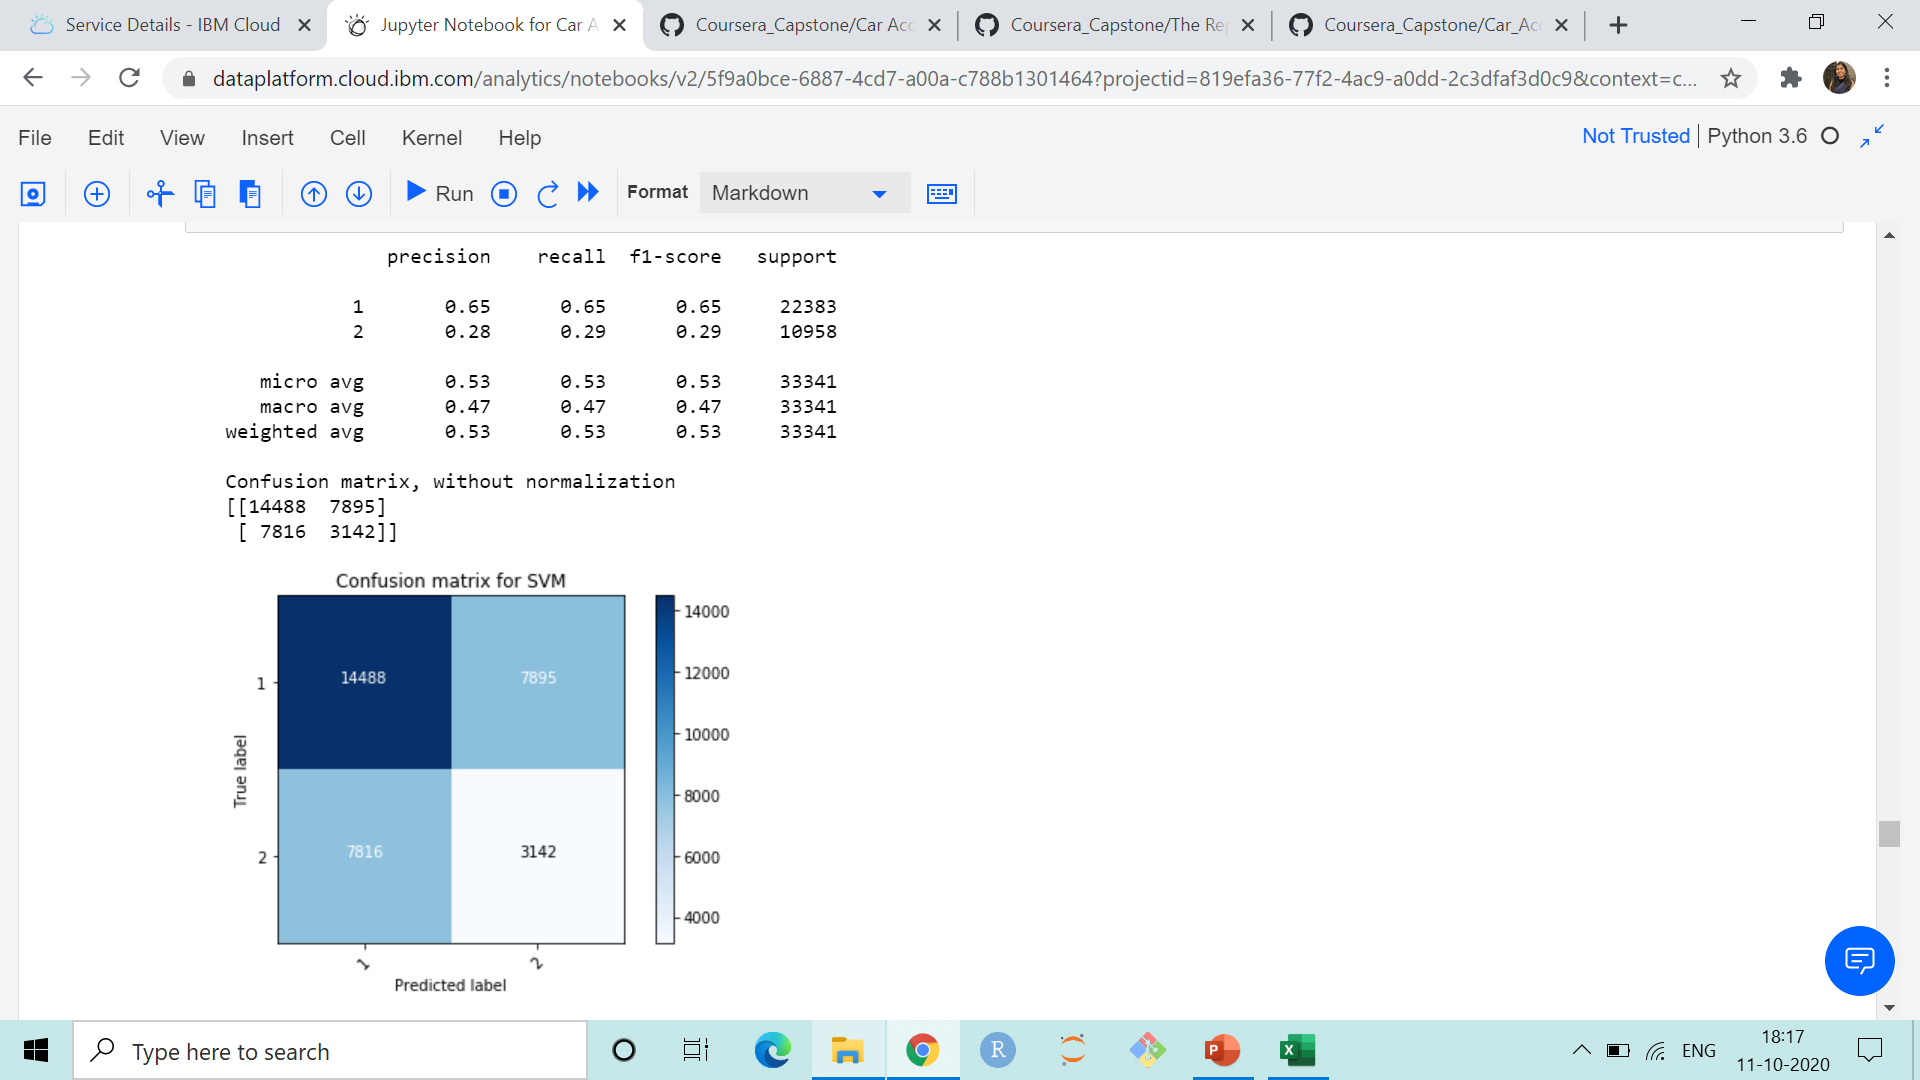 Service Details - IBM Cloud
Jupyter Notebook for Car A
Coursera_Capstone/Car Acc
Coursera_Capstone/The Re
Coursera_Capstone/Car_Ac
dataplatform.cloud.ibm.com/analytics/notebooks/v2/5f9a0bce-6887-4cd7-a00a-c788b1301464?projectid=819efa36-77f2-4ac9-a0dd-2c3dfaf3d0c9&context=c...
File Edit View Insert Cell Kernel Help
Not Trusted Python 3.6
Run Format Markdown
precision recall f1-score support
1 0.65 0.65 0.65 22383
2 0.28 0.29 0.29 10958
micro avg 0.53 0.53 0.53 33341
macro avg 0.47 0.47 0.47 33341
weighted avg 0.53 0.53 0.53 33341
Confusion matrix, without normalization
[[14488 7895]
[ 7816 3142]]
Confusion matrix for SVM
14488 7895
7816 3142
1
2
True label
1 2
Predicted label
14000
12000
10000
8000
6000
4000
Type here to search
R
P
X
ENG
18:17
11-10-2020